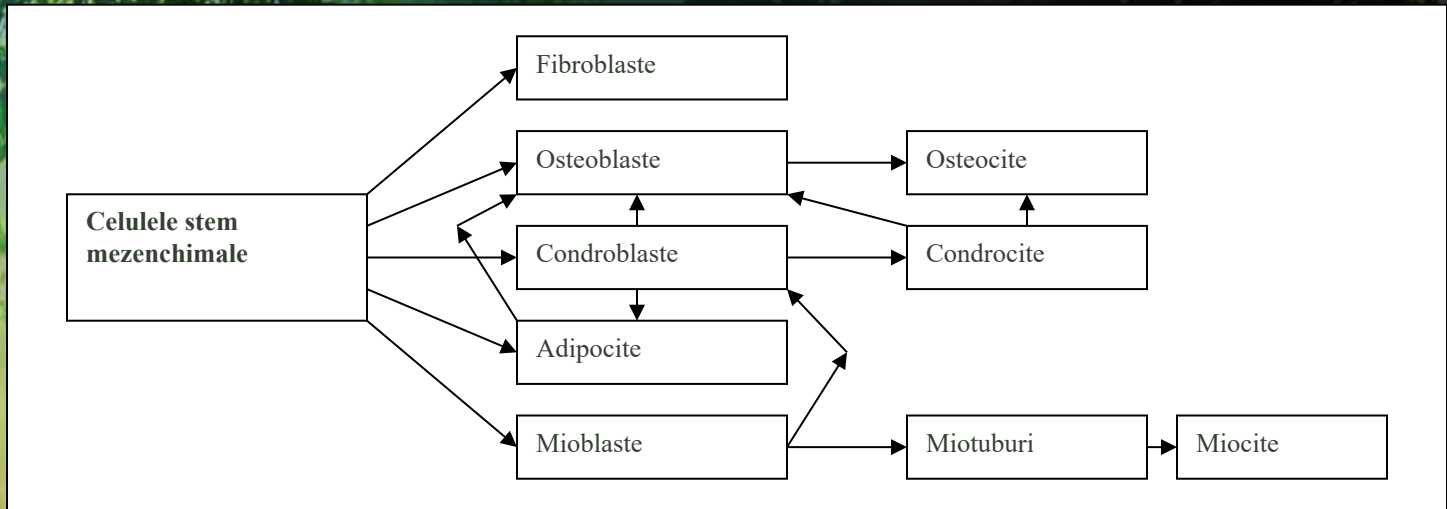 Fibroblaste
Osteoblaste
Osteocite
Celulele stem
mezenchimale
Condroblaste
Condrocite
Adipocite
Mioblaste
Miotuburi
Miocite